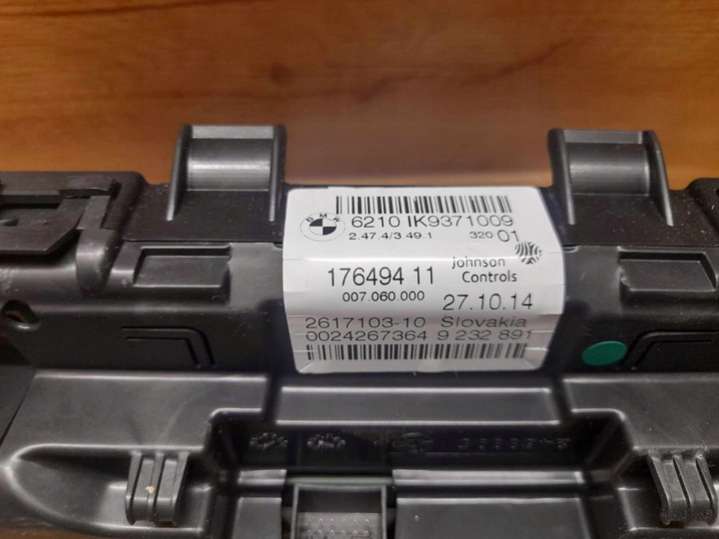 BMW 6210 IK9371009
2.47.4/3 49.1 320 01
Johnson
176494 11 Controls
007.060 000 27.10.14
2617103-10 Slovakia
0024267364 9 232 891